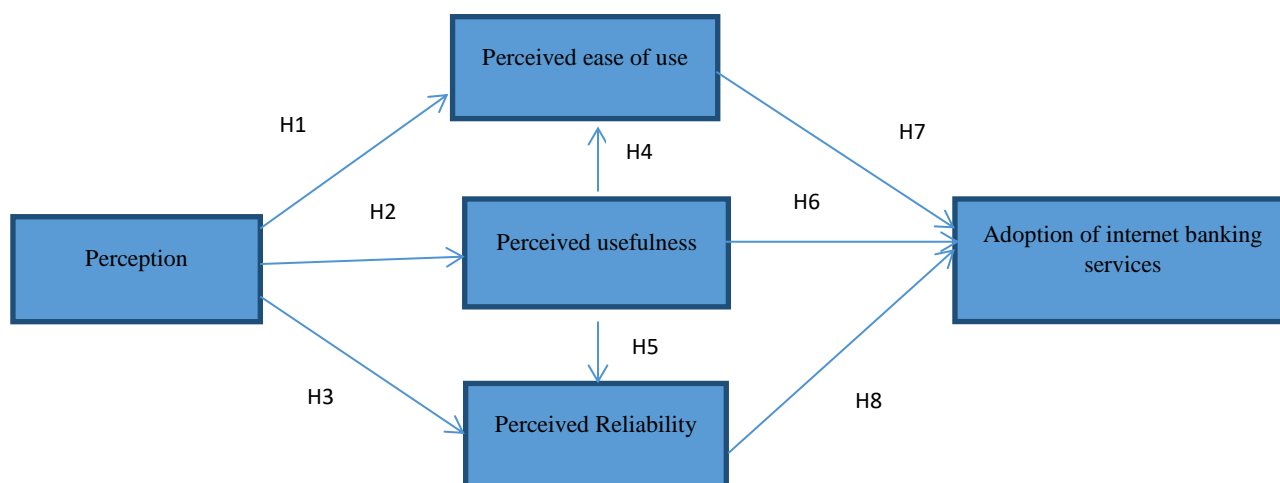 Perceived ease of use
H1
H7
H4
H2
H6
Perception
Perceived usefulness
Adoption of internet banking
services
H5
H3
H8
Perceived Reliability